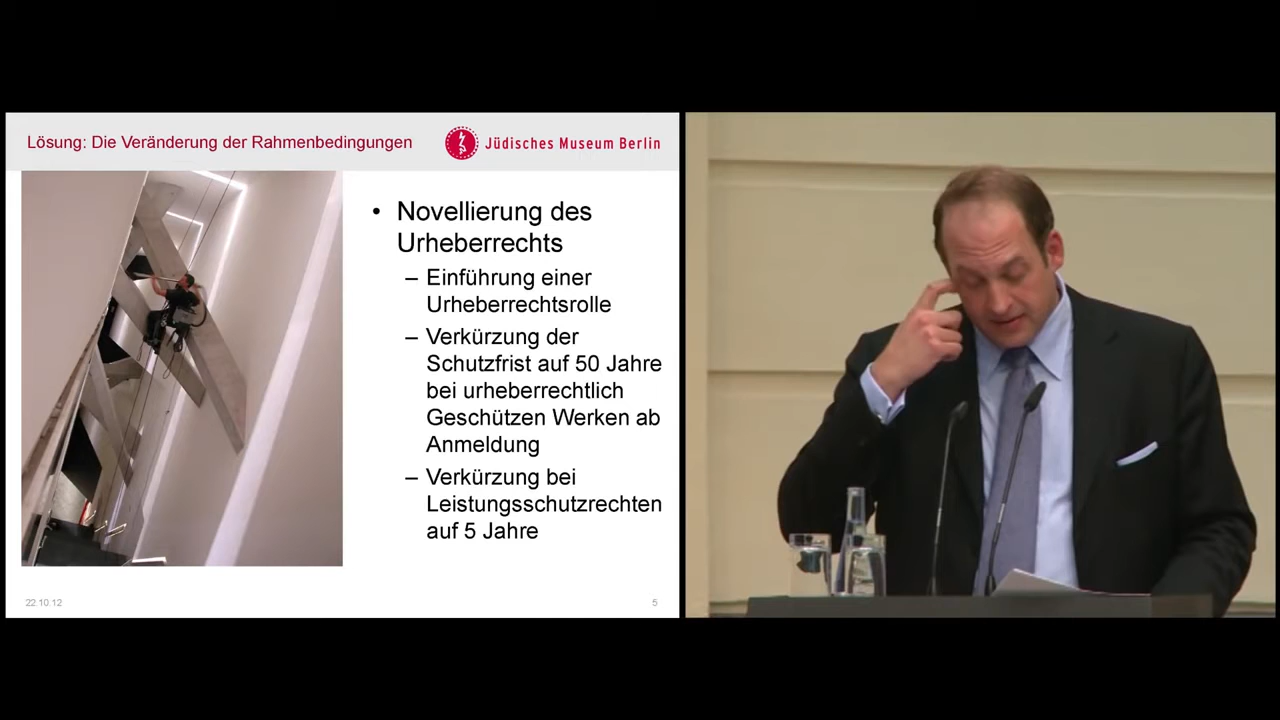 Lösung: Die Veränderung der Rahmenbedingungen
Jüdisches Museum Berlin
• Novellierung des
Urheberrechts
– Einführung einer
Urheberrechtsrolle
– Verkürzung der
Schutzfrist auf 50 Jahre
bei urheberrechtlich
Geschützen Werken ab
Anmeldung
– Verkürzung bei
Leistungsschutzrechten
auf 5 Jahre
22.10.12
5